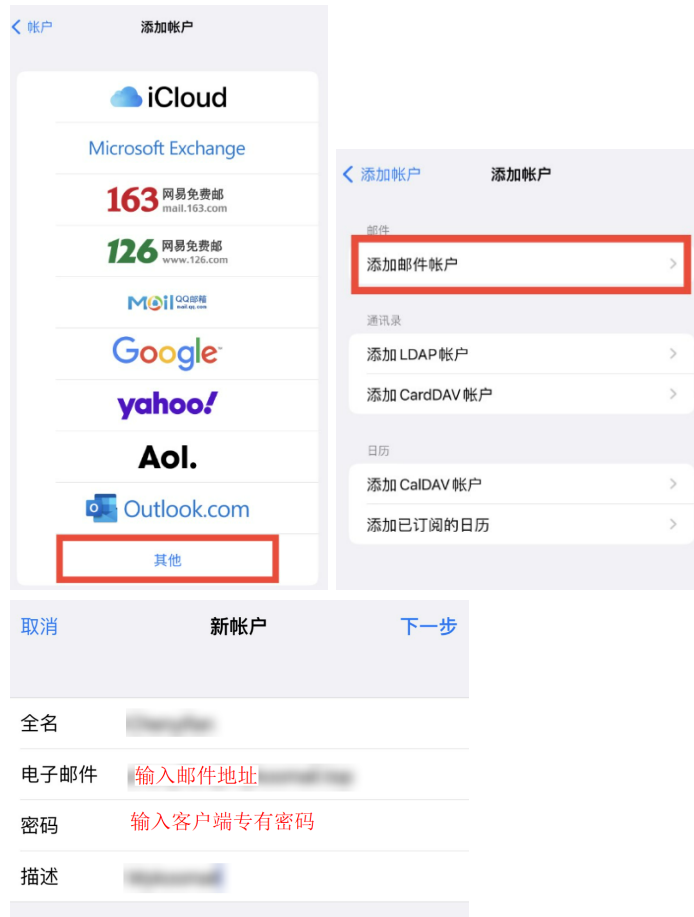 帐户
添加帐户
iCloud
Microsoft Exchange
163 网易免费邮
mail.163.com
126 网易免费邮
www.126.com
Mail QQ邮箱
mail.qq.com
Google
yahoo!
Aol.
Outlook.com
其他
添加帐户 添加帐户
邮件
添加邮件帐户
通讯录
添加 LDAP 帐户
添加 CardDAV 帐户
日历
添加 CalDAV 帐户
添加已订阅的日历
取消 新帐户 下一步
全名
电子邮件 输入邮件地址
密码 输入客户端专有密码
描述